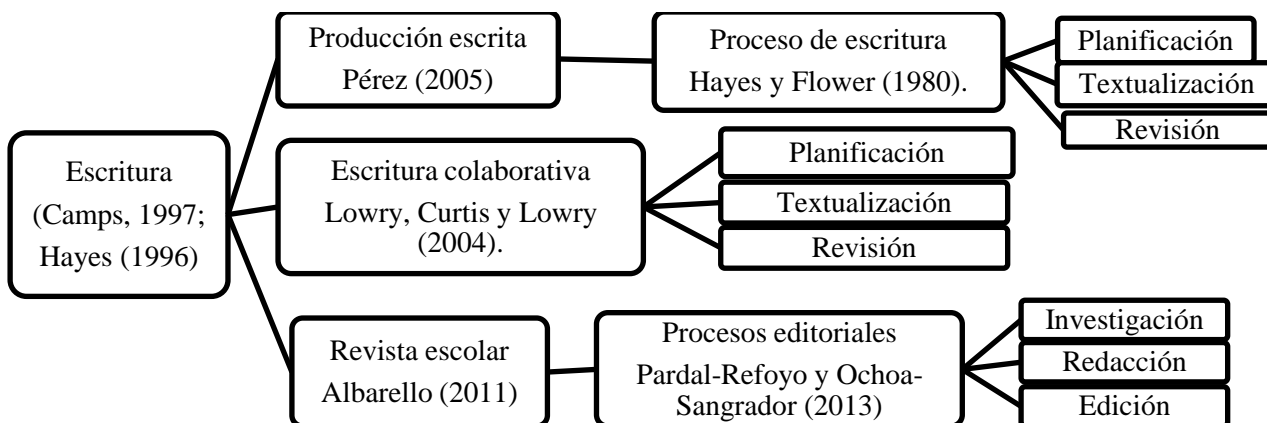 Escritura
(Camps, 1997;
Hayes (1996)
Producción escrita
Pérez (2005)
Proceso de escritura
Hayes y Flower (1980).
Planificación
Textualización
Revisión
Escritura colaborativa
Lowry, Curtis y Lowry
(2004).
Planificación
Textualización
Revisión
Revista escolar
Albarello (2011)
Procesos editoriales
Pardal-Refoyo y Ochoa-
Sangrador (2013)
Investigación
Redacción
Edición